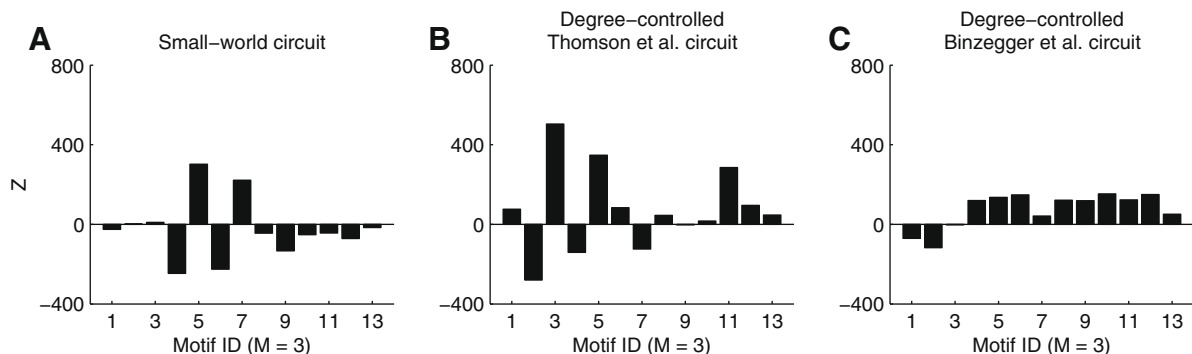 A
Small−world circuit
800
400
0
−400
Z
1 3 5 7 9 11 13
Motif ID (M = 3)
B
Degree−controlled
Thomson et al. circuit
800
400
0
−400
1 3 5 7 9 11 13
Motif ID (M = 3)
C
Degree−controlled
Binzegger et al. circuit
800
400
0
−400
1 3 5 7 9 11 13
Motif ID (M = 3)